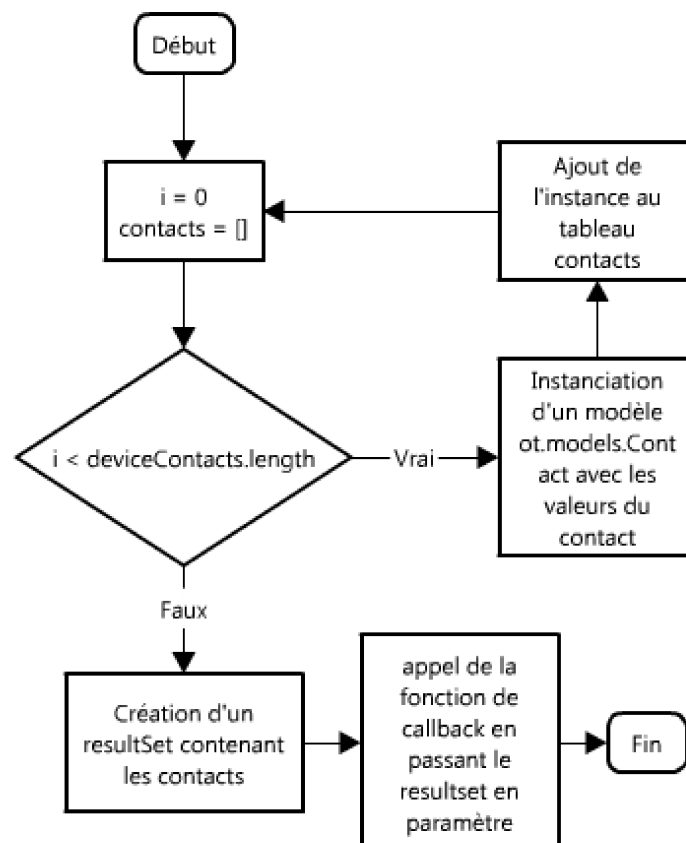 Début
i = 0
contacts = []
Ajout de
l'instance au
tableau
contacts
i < deviceContacts.length
Vrai
Instanciation
d'un modèle
ot.models.Cont
act avec les
valeurs du
contact
Faux
Création d'un
resultSet contenant
les contacts
appel de la
fonction de
callback en
passant le
resultset en
paramètre
Fin